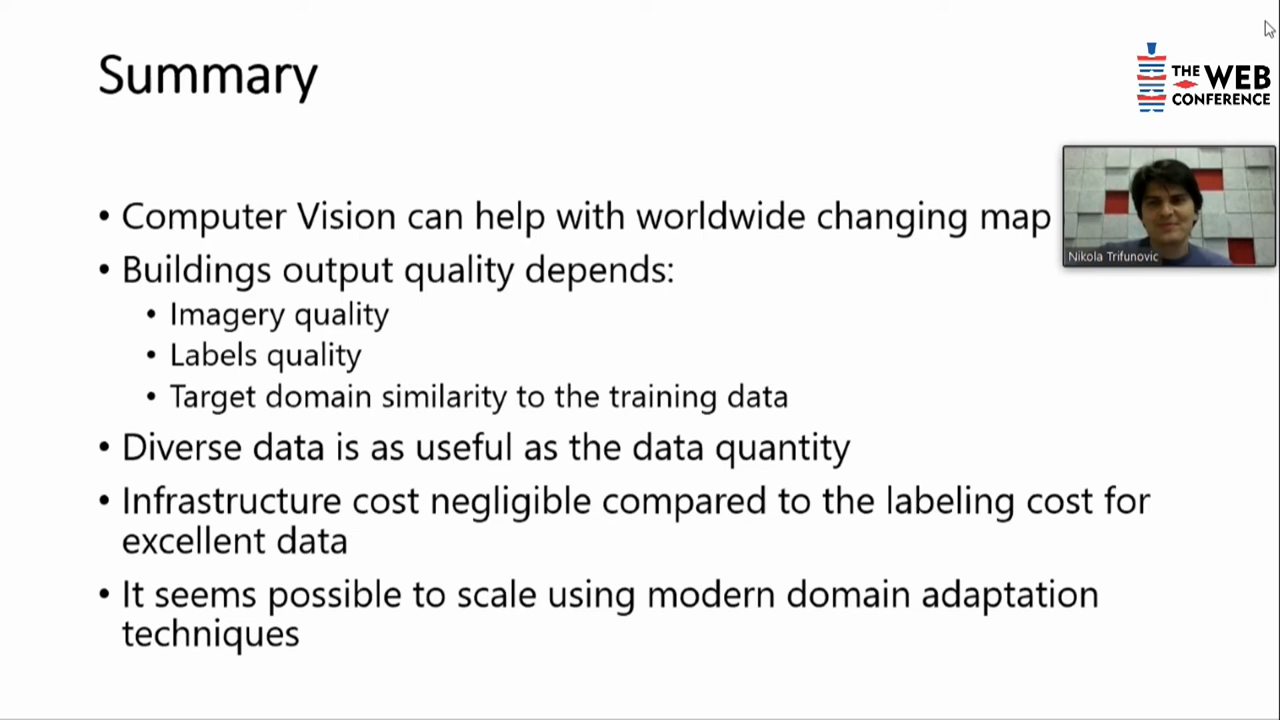 Summary
THE WEB
CONFERENCE
• Computer Vision can help with worldwide changing map
Nikola Trifunovic
• Buildings output quality depends:
• Imagery quality
• Labels quality
• Target domain similarity to the training data
• Diverse data is as useful as the data quantity
• Infrastructure cost negligible compared to the labeling cost for
excellent data
• It seems possible to scale using modern domain adaptation
techniques